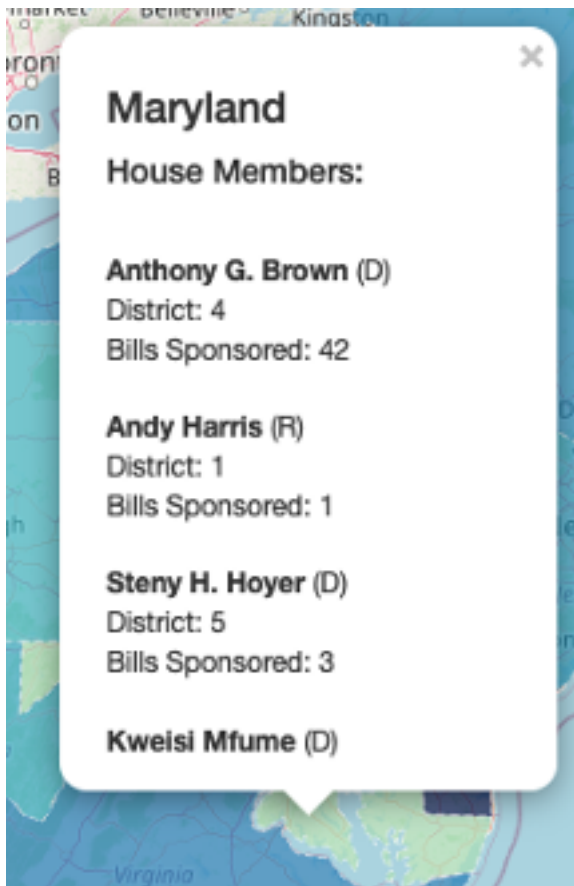 Belleville
Kingston
on
Maryland
House Members:
Anthony G. Brown (D)
District: 4
Bills Sponsored: 42
Andy Harris (R)
District: 1
Bills Sponsored: 1
Steny H. Hoyer (D)
District: 5
Bills Sponsored: 3
Kweisi Mfume (D)
Virginia